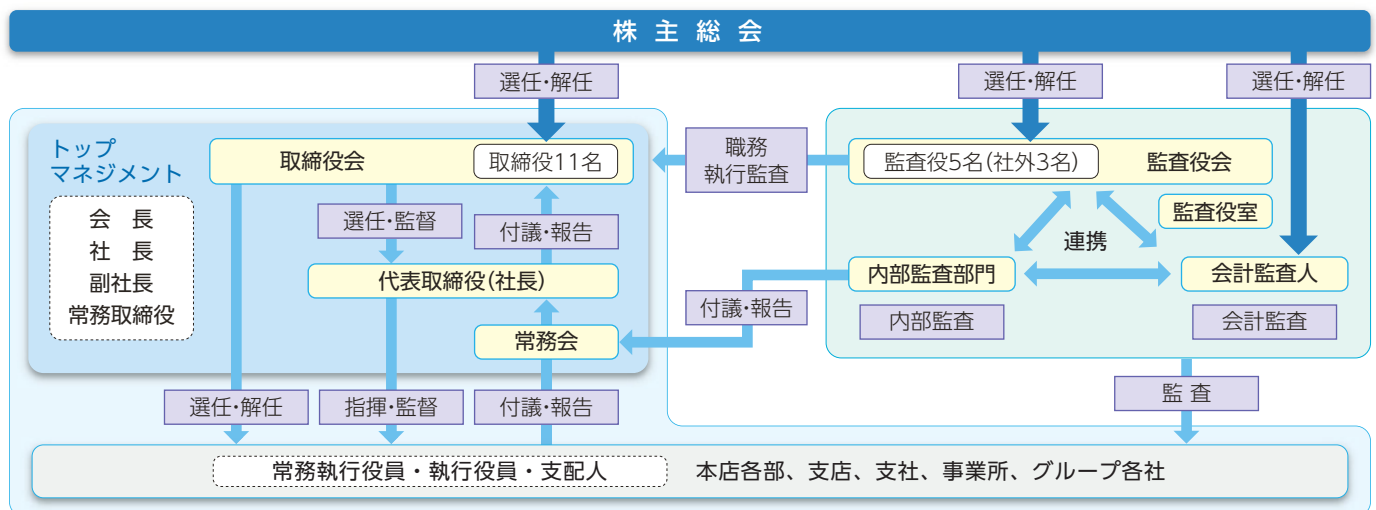 株主総会
選任・解任
選任・解任
選任・解任
トップ
マネジメント
会　長
社　長
副社長
常務取締役
取締役会
取締役11名
職務
執行監査
監査役5名(社外3名)
監査役会
監査役室
選任・監督
付議・報告
連携
代表取締役(社長)
内部監査部門
会計監査人
付議・報告
内部監査
会計監査
常務会
選任・解任
指揮・監督
付議・報告
監 査
常務執行役員・執行役員・支配人
本店各部、支店、支社、事業所、グループ各社